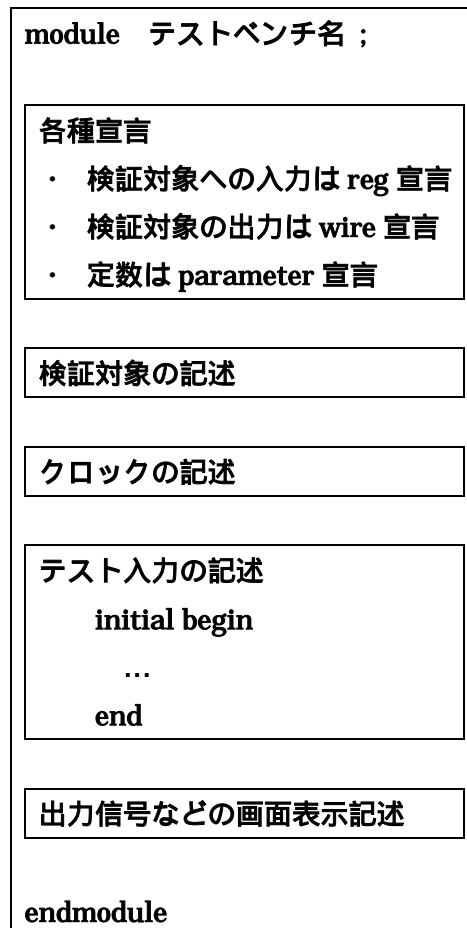 module　テストベンチ名 ;
各種宣言
・ 検証対象への入力は reg 宣言
・ 検証対象の出力は wire 宣言
・ 定数は parameter 宣言
検証対象の記述
クロックの記述
テスト入力の記述
initial begin
…
end
出力信号などの画面表示記述
endmodule